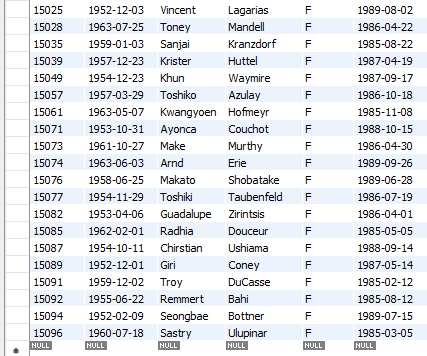 15025 1952-12-03 Vincent Lagarias F 1989-08-02
15028 1963-07-25 Toney Mandell F 1986-04-22
15035 1959-01-03 Sanjai Kranzdorf F 1985-08-22
15039 1957-12-23 Krister Huttel F 1987-04-19
15049 1954-12-23 Khun Waymire F 1987-09-17
15057 1957-03-29 Toshiko Azulay F 1986-10-18
15061 1963-05-07 Kwangyoen Hofmeyr F 1985-11-08
15071 1953-10-31 Ayonca Couchot F 1988-10-15
15073 1961-10-27 Make Murthy F 1986-04-30
15074 1963-06-03 Arnd Erie F 1989-09-26
15076 1958-06-25 Makato Shobatake F 1989-06-28
15077 1954-11-29 Toshiki Taubenfeld F 1986-07-19
15082 1953-04-06 Guadalupe Zirintsis F 1986-04-01
15085 1962-02-01 Radhia Douceur F 1985-05-05
15087 1954-10-11 Chirstian Ushiama F 1988-09-14
15089 1952-12-01 Giri Coney F 1987-05-14
15091 1959-12-02 Troy DuCasse F 1985-02-12
15092 1955-06-22 Remmert Bahi F 1985-08-12
15094 1952-02-09 Seongbae Bottner F 1989-07-15
15096 1960-07-18 Sastry Ulupinar F 1985-03-05
NULL NULL NULL NULL NULL NULL